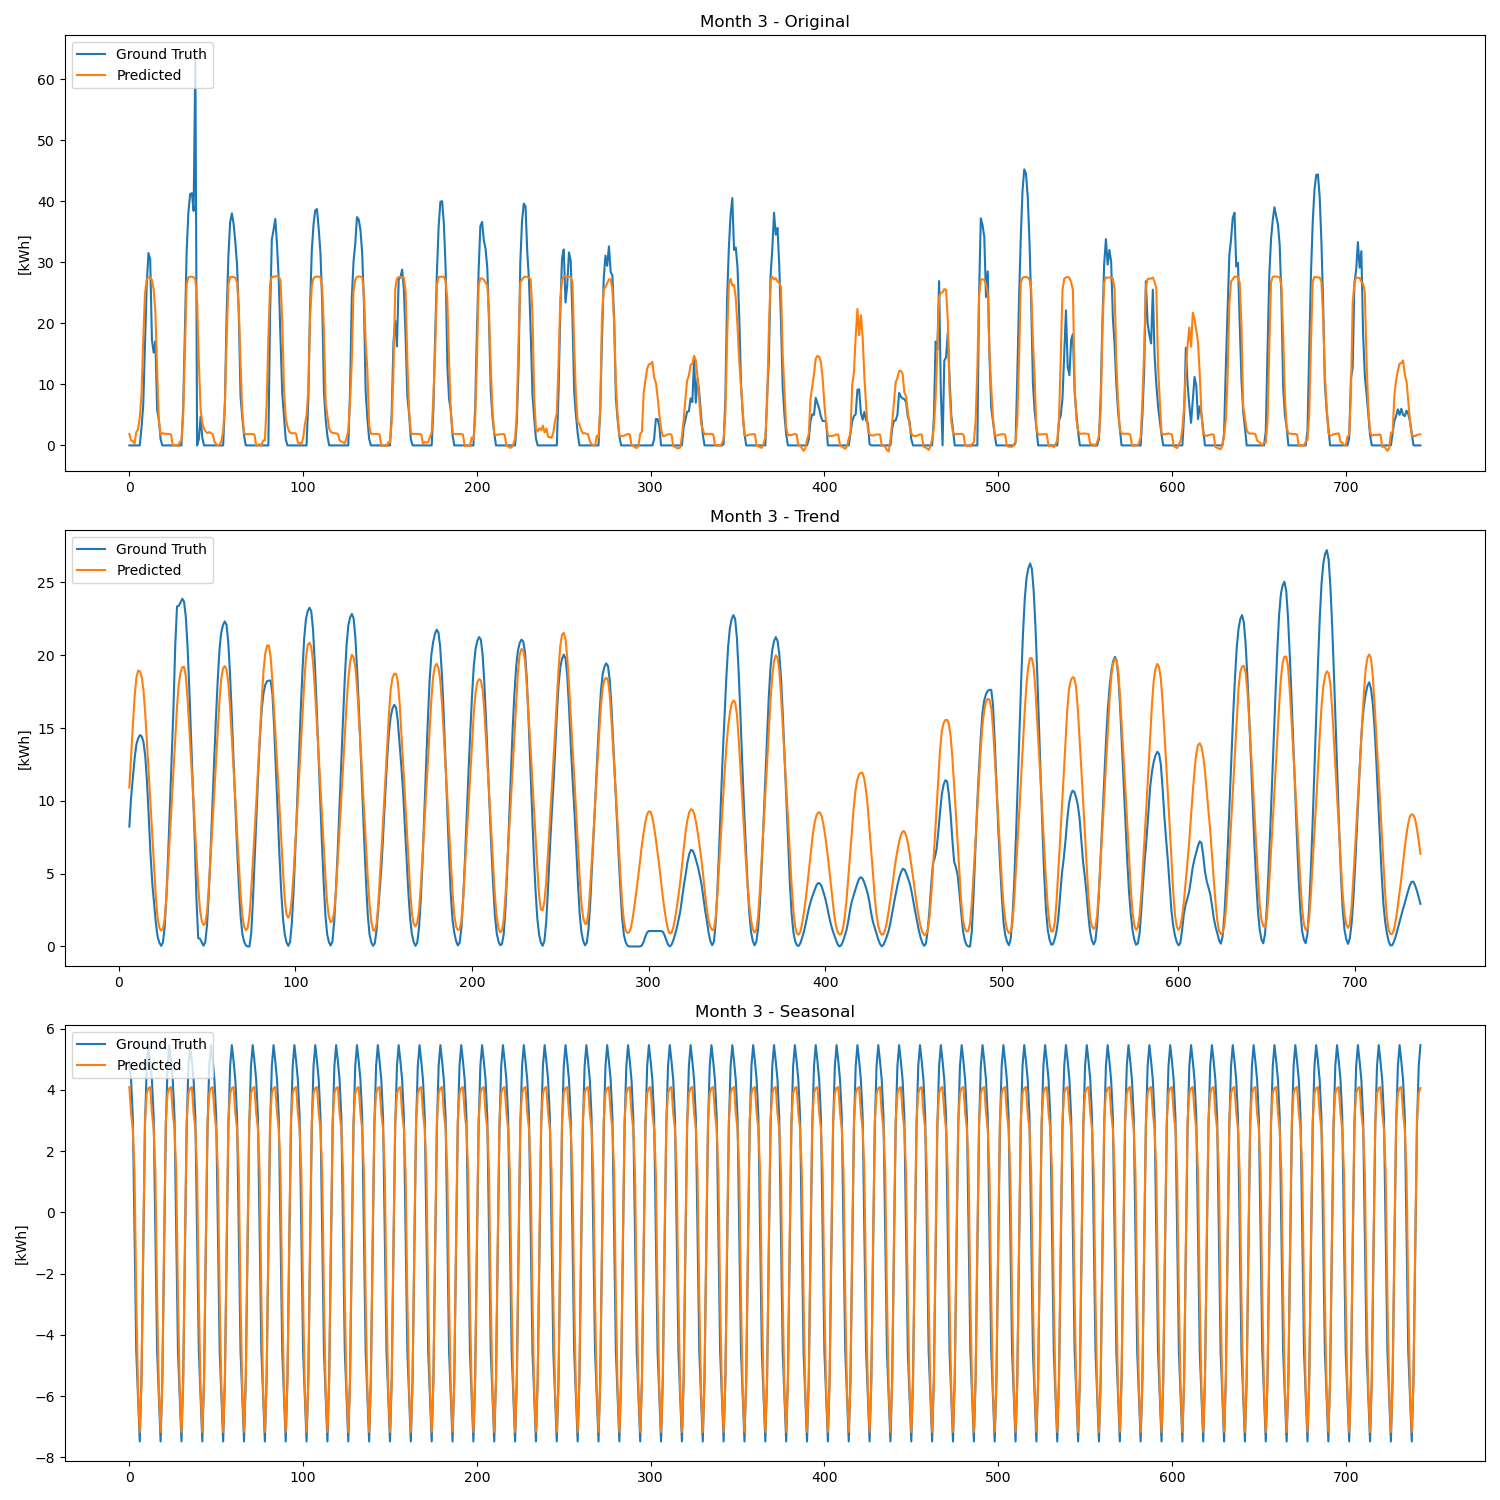 Month 3 - Original
Ground Truth
Predicted
[kWh]
60
50
40
30
20
10
0
0 100 200 300 400 500 600 700
Month 3 - Trend
Ground Truth
Predicted
[kWh]
25
20
15
10
5
0
0 100 200 300 400 500 600 700
Month 3 - Seasonal
Ground Truth
Predicted
[kWh]
6
4
2
0
−2
−4
−6
−8
0 100 200 300 400 500 600 700